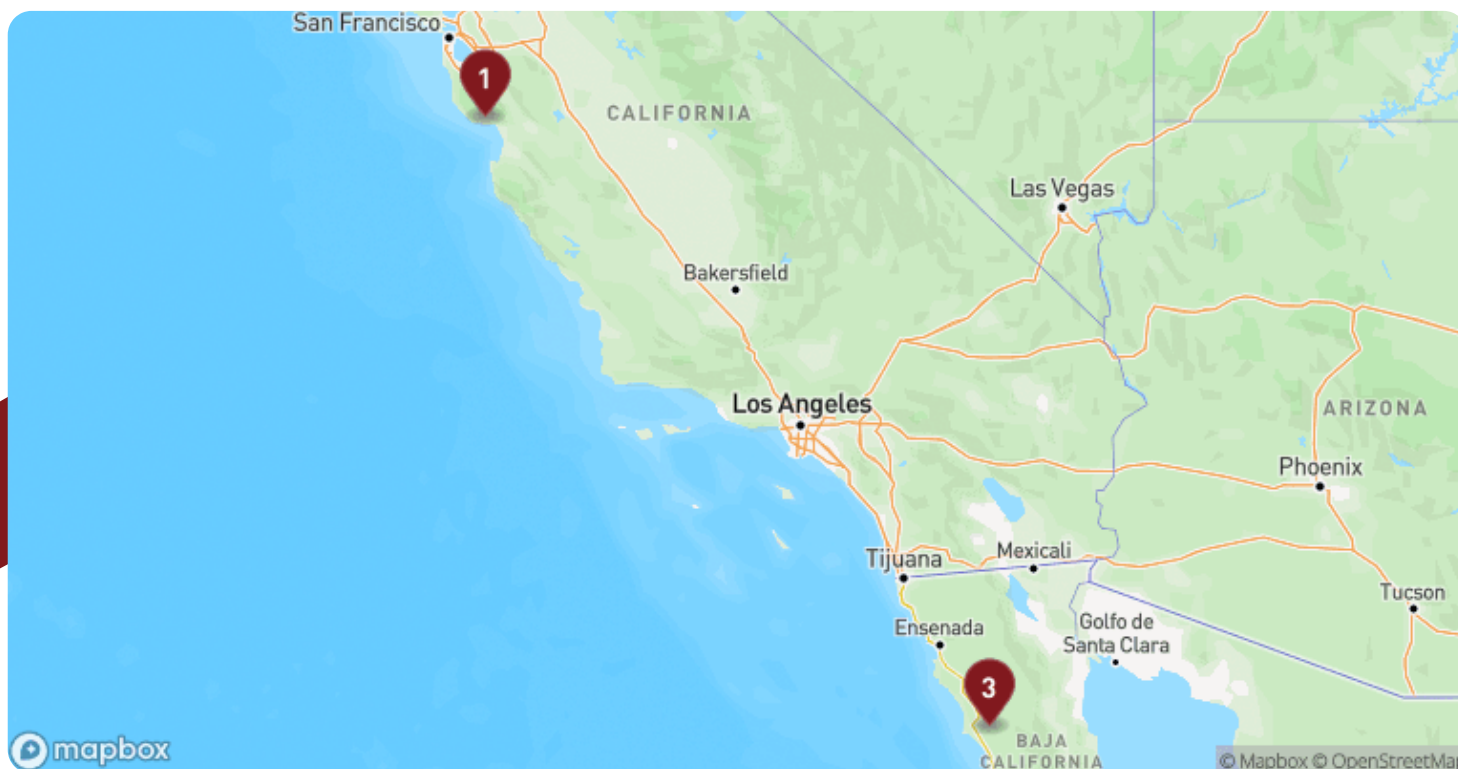 San Francisco
1
CALIFORNIA
Las Vegas
Bakersfield
Los Angeles
ARIZONA
Phoenix
Tijuana
Mexicali
Tucson
Ensenada
Golfo de
Santa Clara
3
BAJA
CALIFORNIA
mapbox
© Mapbox © OpenStreetMap